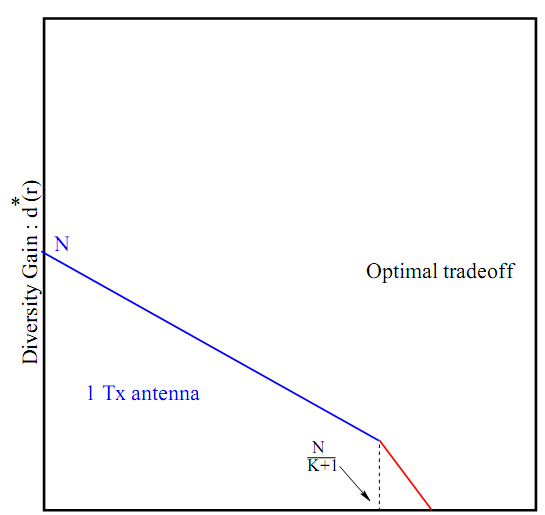 Diversity Gain : d*(r)
N
Optimal tradeoff
1 Tx antenna
N
K+1